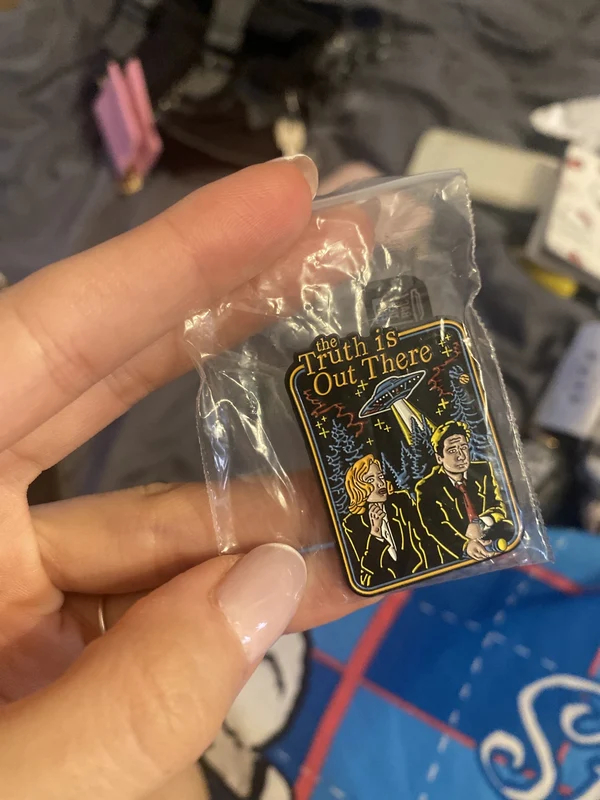 the
Truth is
Out There